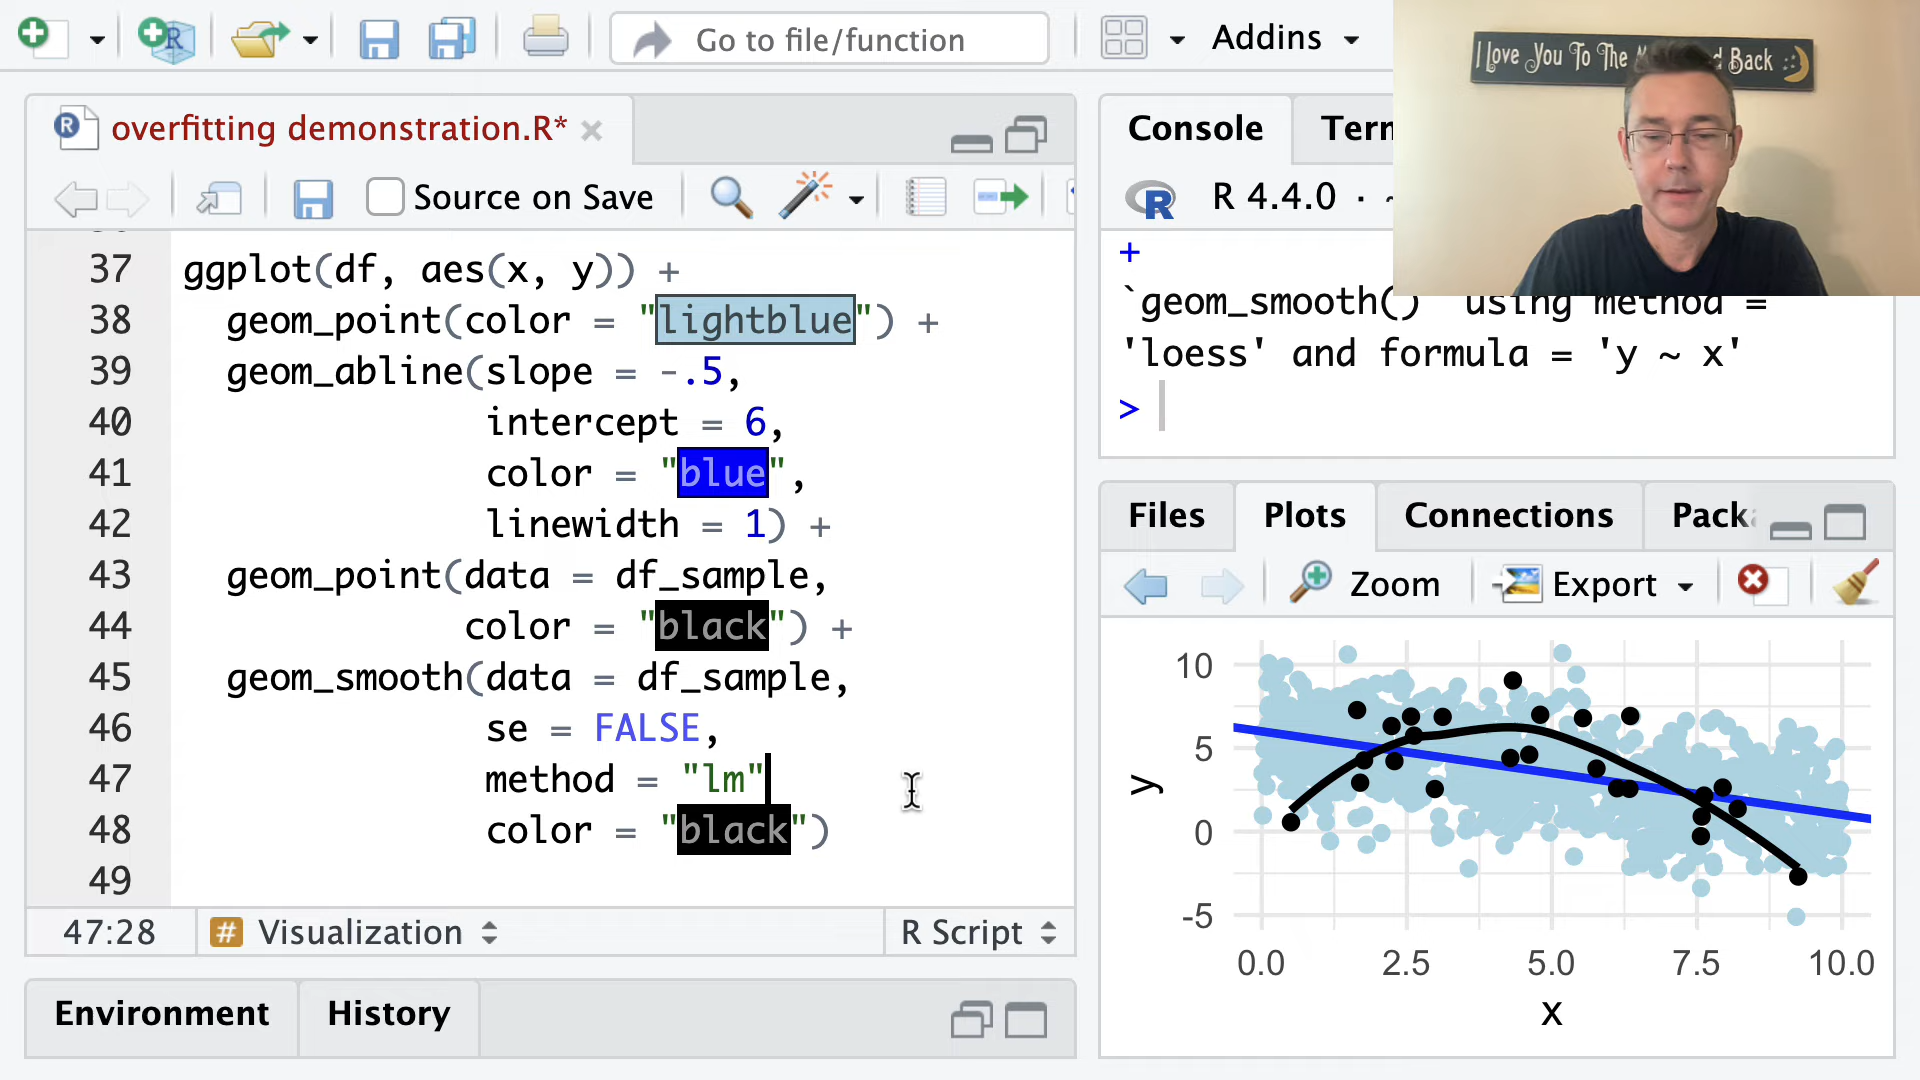 Go to file/function
Addins
I Love You To The
Back
overfitting demonstration.R*
Source on Save
37 ggplot(df, aes(x, y)) +
38 geom_point(color = "lightblue") +
39 geom_abline(slope = -.5,
40 intercept = 6,
41 color = "blue",
42 linewidth = 1) +
43 geom_point(data = df_sample,
44 color = "black") +
45 geom_smooth(data = df_sample,
46 se = FALSE,
47 method = "lm"
48 color = "black")
49
47:28
# Visualization
R Script
Environment
History
Console
R 4.4.0 ·
+
`geom_smooth() using method =
'loess' and formula = 'y ~ x'
>
Files
Plots
Connections
Zoom
Export
10
5
0
-5
y
0.0
2.5
5.0
7.5
10.0
x